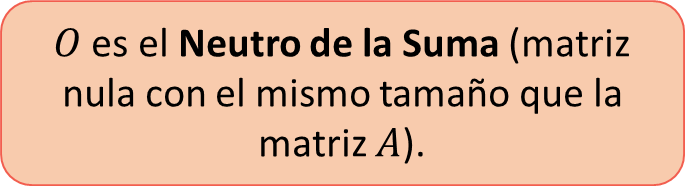 O es el Neutro de la Suma (matriz
nula con el mismo tamaño que la
matriz A).